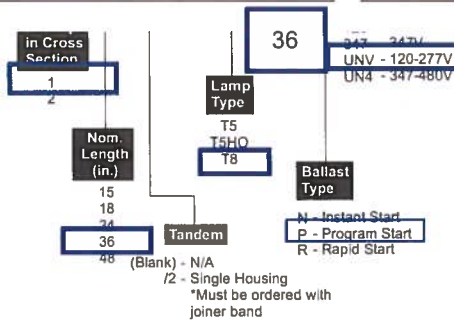 in Cross
Section
1
2
36
347 - 347V
UNV - 120-277V
UN4 - 347-480V
Lamp
Type
T5
T5HO
T8
Nom.
Length
(in.)
15
18
24
36
48
Tandem
(Blank) - N/A
/2 - Single Housing
*Must be ordered with
joiner band
Ballast
Type
N - Instant Start
P - Program Start
R - Rapid Start